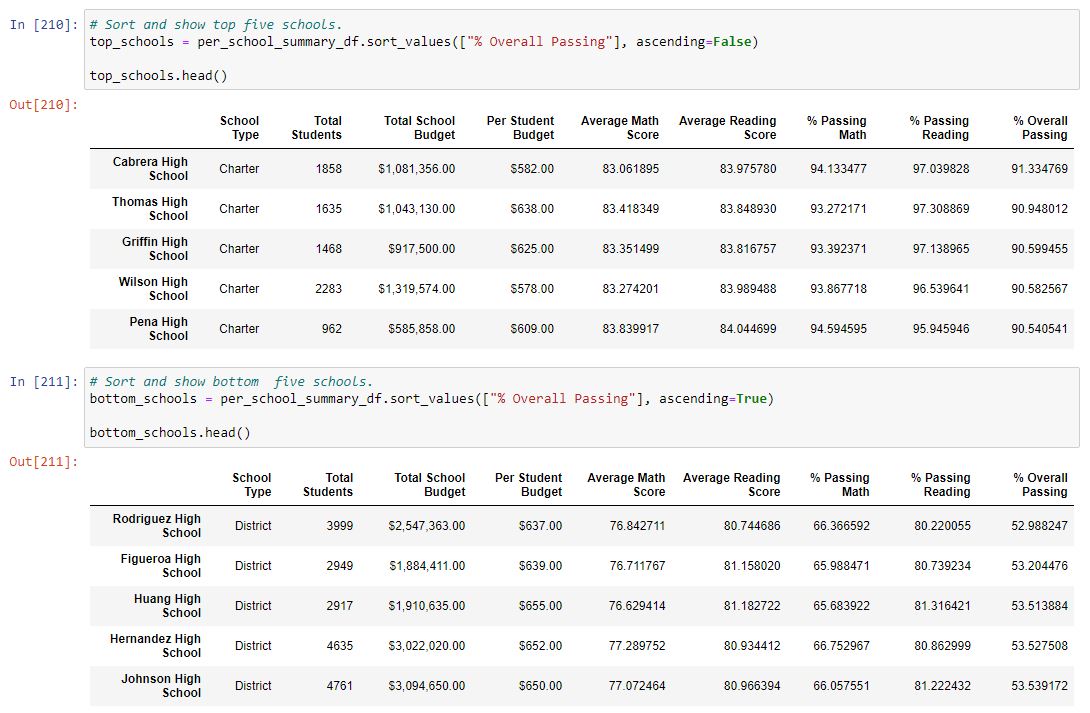 In [210]: # Sort and show top five schools.
top_schools = per_school_summary_df.sort_values(["% Overall Passing"], ascending=False)
top_schools.head()
Out[210]:
School Type Total Students Total School Budget Per Student Budget Average Math Score Average Reading Score % Passing Math % Passing Reading % Overall Passing
Cabrera High School Charter 1858 $1,081,356.00 $582.00 83.061895 83.975780 94.133477 97.039828 91.334769
Thomas High School Charter 1635 $1,043,130.00 $638.00 83.418349 83.848930 93.272171 97.308869 90.948012
Griffin High School Charter 1468 $917,500.00 $625.00 83.351499 83.816757 93.392371 97.138965 90.599455
Wilson High School Charter 2283 $1,319,574.00 $578.00 83.274201 83.989488 93.867718 96.539641 90.582567
Pena High School Charter 962 $585,858.00 $609.00 83.839917 84.044699 94.594595 95.945946 90.540541
In [211]: # Sort and show bottom  five schools.
bottom_schools = per_school_summary_df.sort_values(["% Overall Passing"], ascending=True)
bottom_schools.head()
Out[211]:
School Type Total Students Total School Budget Per Student Budget Average Math Score Average Reading Score % Passing Math % Passing Reading % Overall Passing
Rodriguez High School District 3999 $2,547,363.00 $637.00 76.842711 80.744686 66.366592 80.220055 52.988247
Figueroa High School District 2949 $1,884,411.00 $639.00 76.711767 81.158020 65.988471 80.739234 53.204476
Huang High School District 2917 $1,910,635.00 $655.00 76.629414 81.182722 65.683922 81.316421 53.513884
Hernandez High School District 4635 $3,022,020.00 $652.00 77.289752 80.934412 66.752967 80.862999 53.527508
Johnson High School District 4761 $3,094,650.00 $650.00 77.072464 80.966394 66.057551 81.222432 53.539172